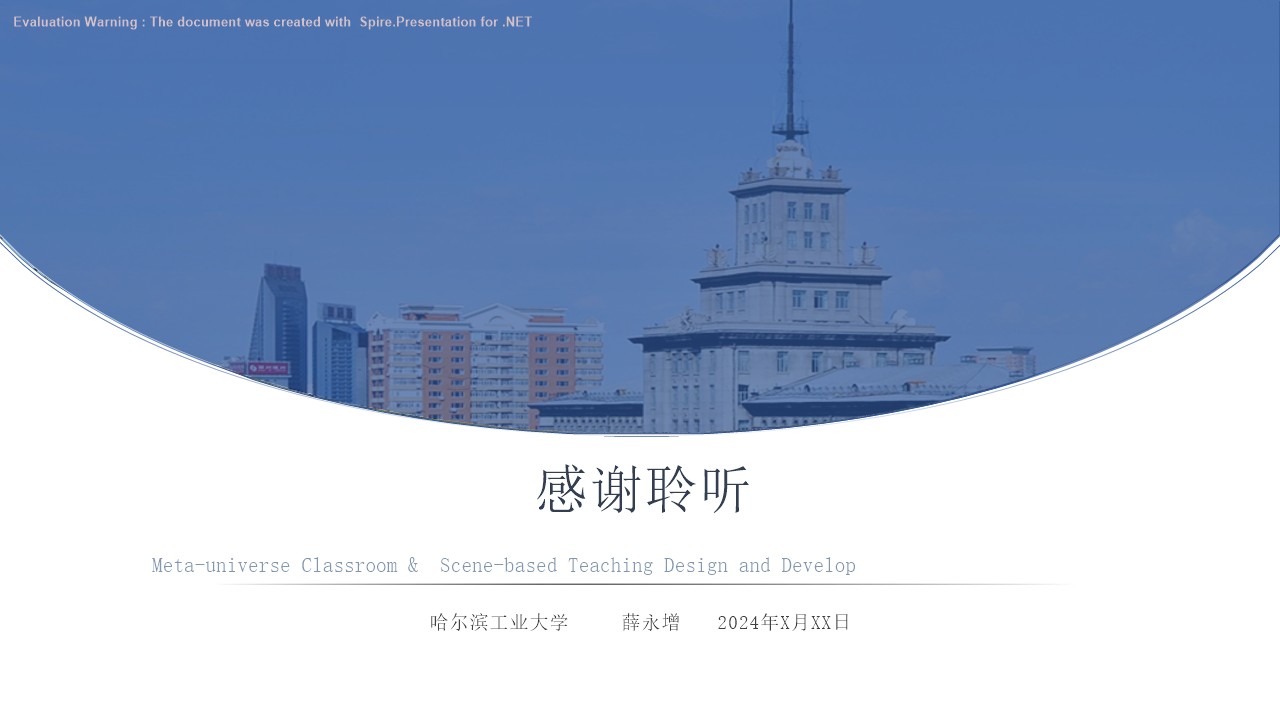 Evaluation Warning : The document was created with  Spire.Presentation for .NET
感谢聆听
Meta-universe Classroom &  Scene-based Teaching Design and Develop
哈尔滨工业大学 薛永增 2024年X月XX日